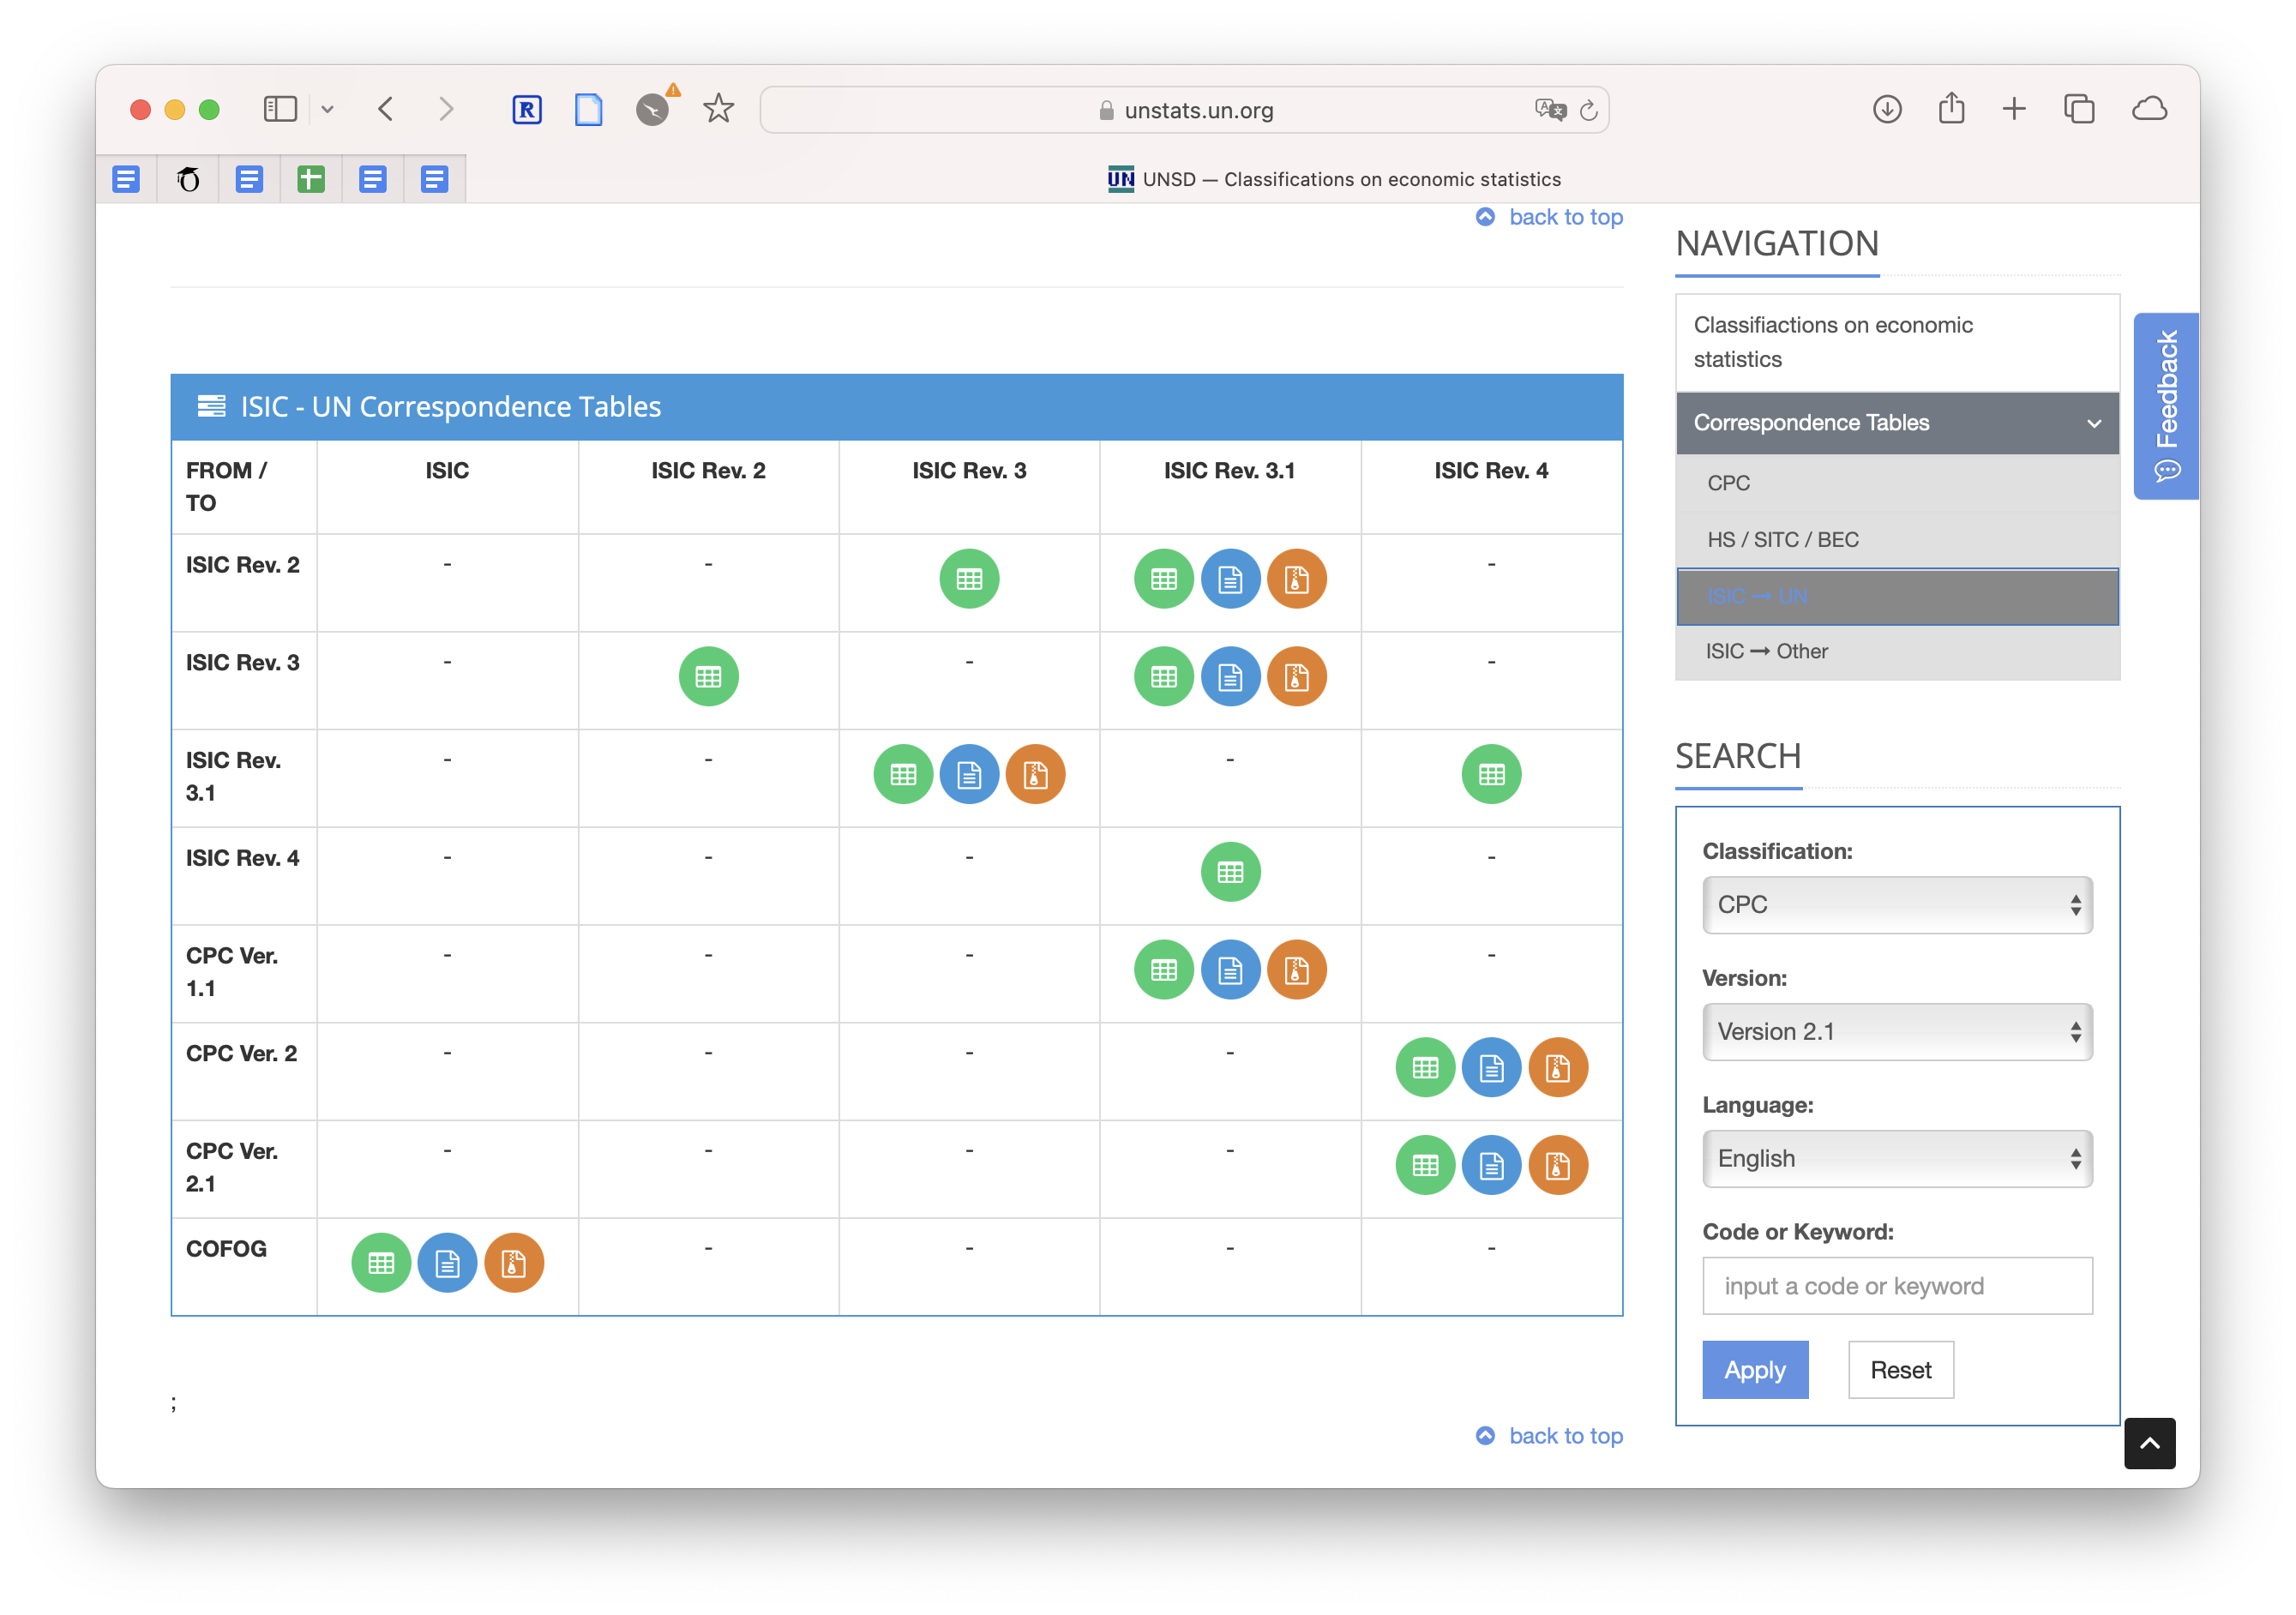 unstats.un.org
UN UNSD — Classifications on economic statistics
back to top
ISIC - UN Correspondence Tables
FROM / TO ISIC ISIC Rev. 2 ISIC Rev. 3 ISIC Rev. 3.1 ISIC Rev. 4
ISIC Rev. 2 - - -
ISIC Rev. 3 - - -
ISIC Rev. 3.1 - - -
ISIC Rev. 4 - - - -
CPC Ver. 1.1 - - - -
CPC Ver. 2 - - - -
CPC Ver. 2.1 - - - -
COFOG - - - -
;
back to top
NAVIGATION
Classifiactions on economic
statistics
Correspondence Tables
CPC
HS / SITC / BEC
ISIC → UN
ISIC → Other
Feedback
SEARCH
Classification:
CPC
Version:
Version 2.1
Language:
English
Code or Keyword:
input a code or keyword
Apply Reset